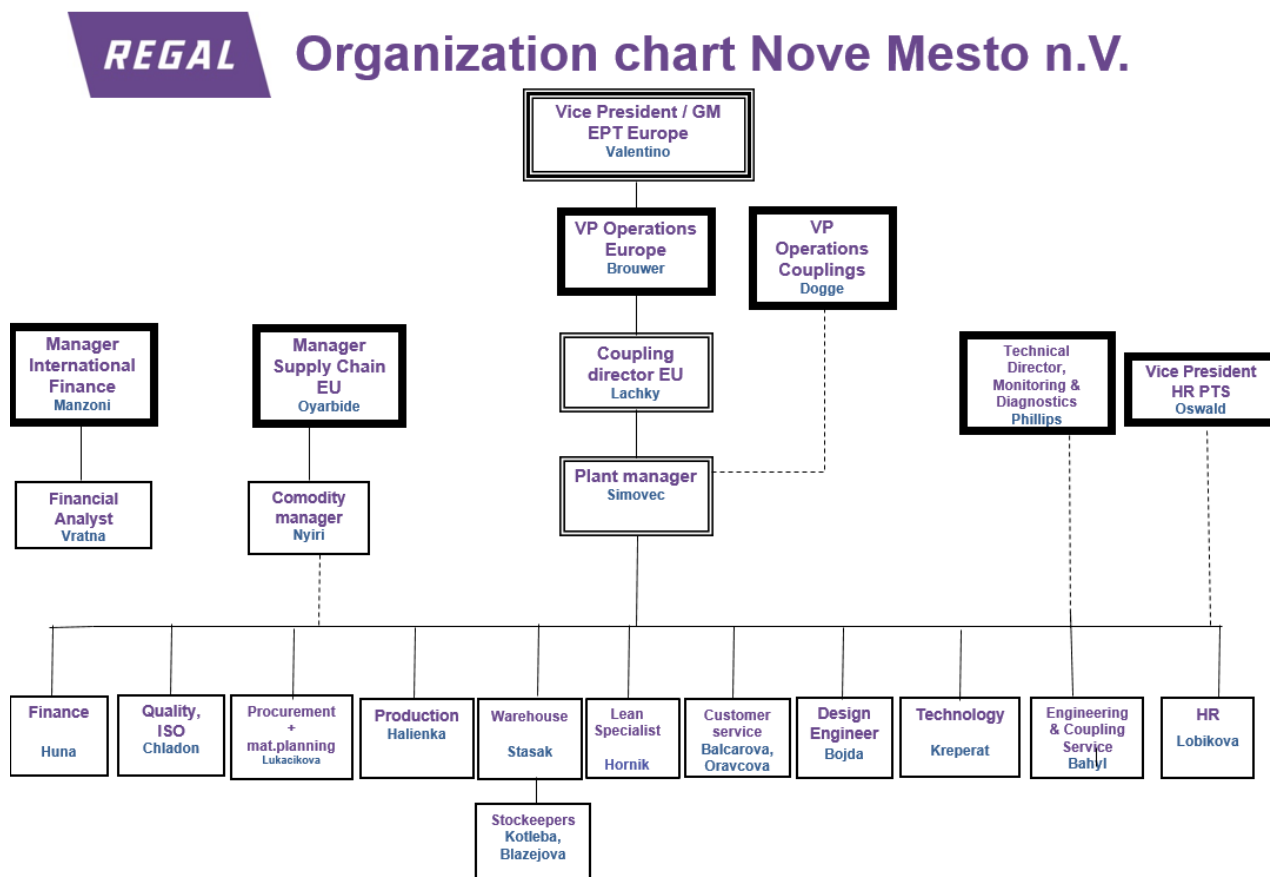 REGAL
Organization chart Nove Mesto n.V.
Vice President / GM
EPT Europe
Valentino
VP Operations
Europe
Brouwer
VP
Operations
Couplings
Dogge
Manager
International
Finance
Manzoni
Manager
Supply Chain
EU
Oyarbide
Coupling
director EU
Lachky
Technical
Director,
Monitoring &
Diagnostics
Phillips
Vice President
HR PTS
Oswald
Financial
Analyst
Vratna
Comodity
manager
Nyiri
Plant manager
Simovec
Finance
Huna
Quality,
ISO
Chladon
Procurement
+
mat.planning
Lukacikova
Production
Halienka
Warehouse
Stasak
Lean
Specialist
Hornik
Customer
service
Balcarova,
Oravcova
Design
Engineer
Bojda
Technology
Kreperat
Engineering
& Coupling
Service
Bahyl
HR
Lobikova
Stockeepers
Kotleba,
Blazejova